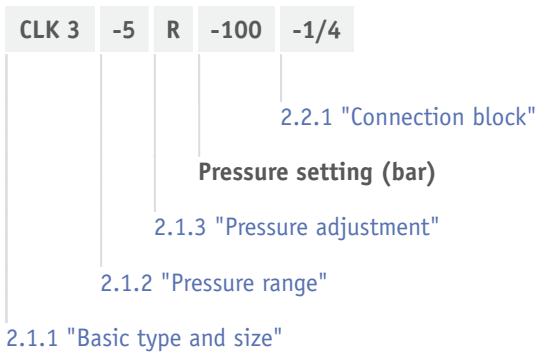 CLK 3 -5 R -100 -1/4
2.2.1 "Connection block"
Pressure setting (bar)
2.1.3 "Pressure adjustment"
2.1.2 "Pressure range"
2.1.1 "Basic type and size"